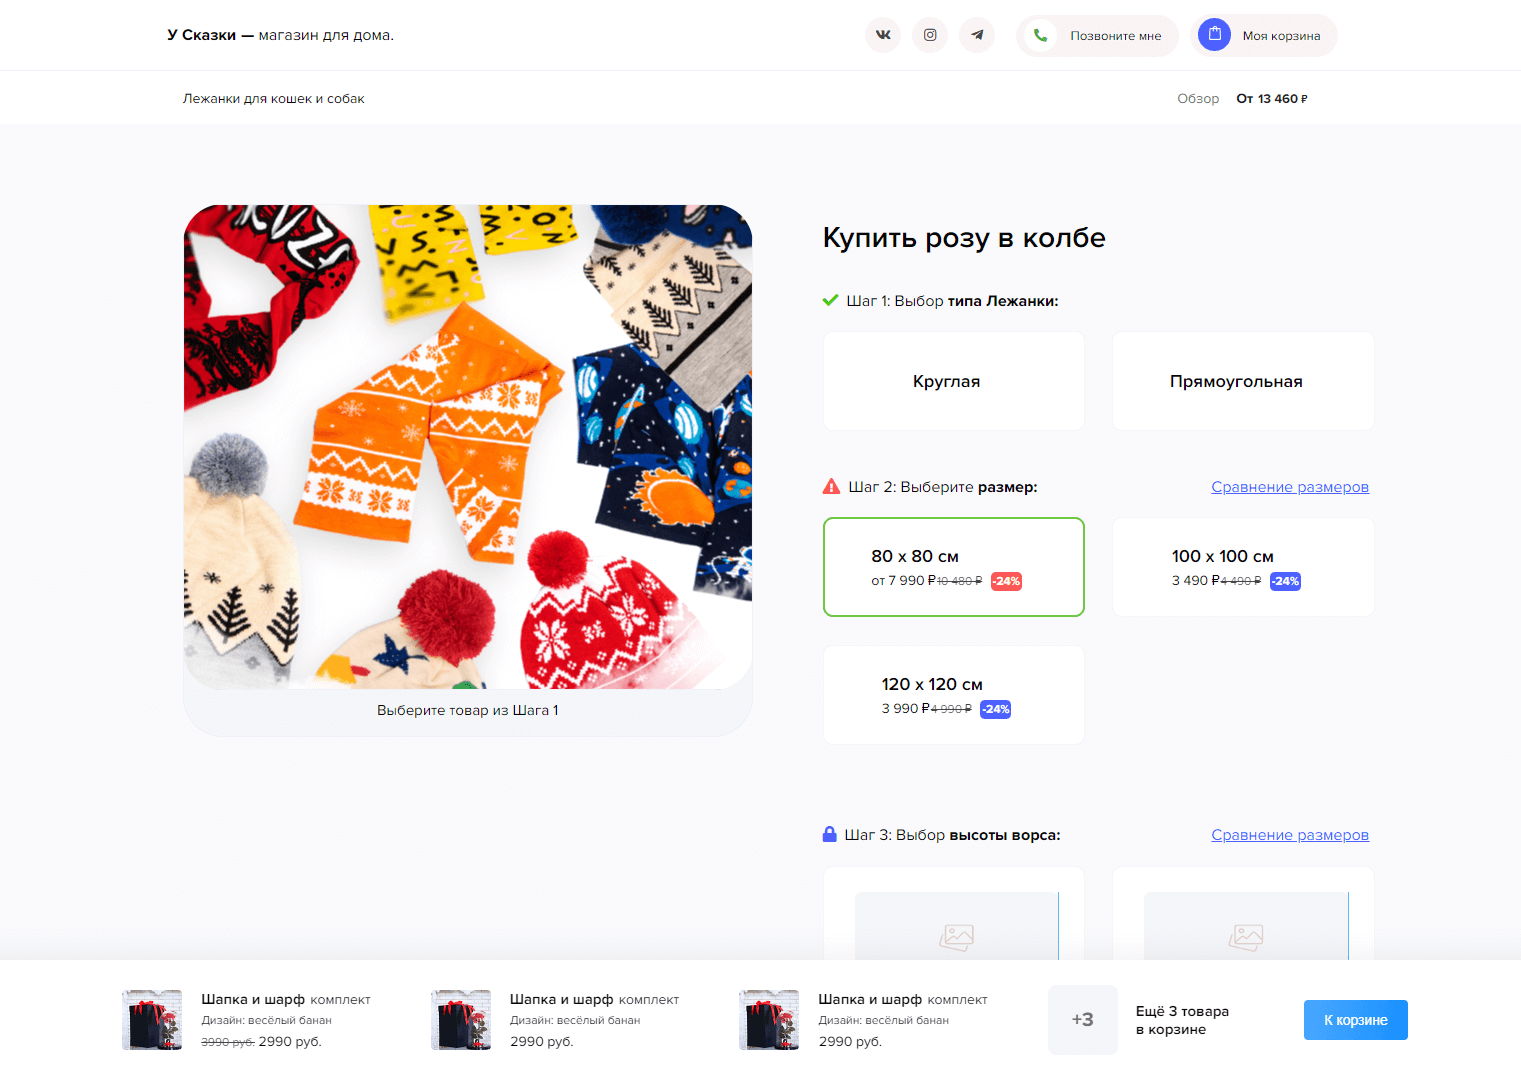 У Сказки — магазин для дома.
Позвоните мне
Моя корзина
Лежанки для кошек и собак
Обзор
От 13 460 ₽
Купить розу в колбе
Шаг 1: Выбор типа Лежанки:
Круглая
Прямоугольная
Шаг 2: Выберите размер:
Сравнение размеров
80 х 80 см
от 7 990 ₽ 10 480 ₽ -24%
100 х 100 см
3 490 ₽ 4 490 ₽ -24%
120 х 120 см
3 990 ₽ 4 990 ₽ -24%
Выберите товар из Шага 1
Шаг 3: Выбор высоты ворса:
Сравнение размеров
Шапка и шарф комплект
Дизайн: весёлый банан
3990 руб. 2990 руб.
Шапка и шарф комплект
Дизайн: весёлый банан
2990 руб.
Шапка и шарф комплект
Дизайн: весёлый банан
2990 руб.
+3
Ещё 3 товара
в корзине
К корзине